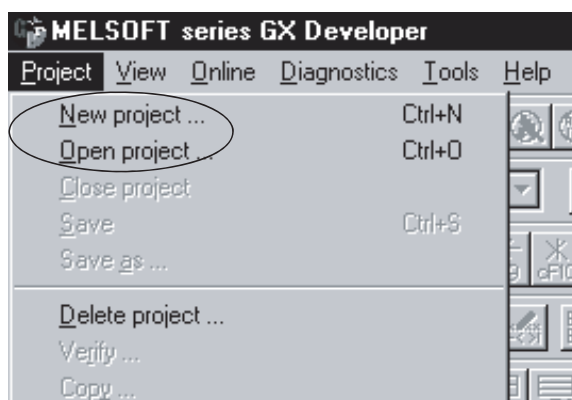 MELSOFT series GX Developer
Project View Online Diagnostics Tools Help
New project ... Ctrl+N
Open project ... Ctrl+O
Close project
Save Ctrl+S
Save as ...
Delete project ...
Verify ...
Copy ...